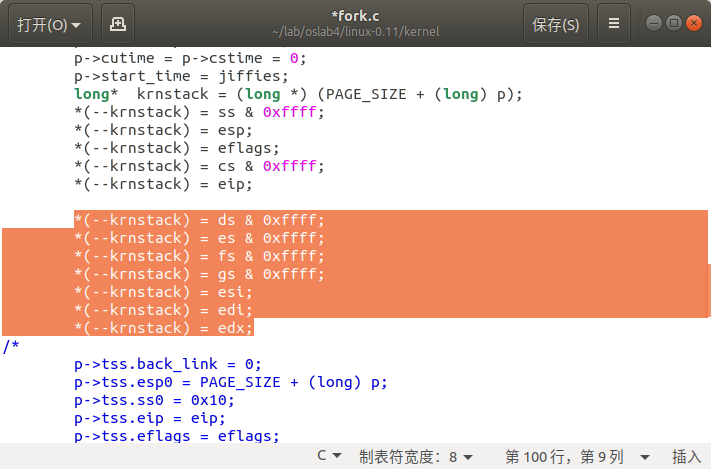 打开(O)
*fork.c
~/lab/oslab4/linux-0.11/kernel
保存(S)
p->cutime = p->cstime = 0;
p->start_time = jiffies;
long*  krnstack = (long *) (PAGE_SIZE + (long) p);
*(--krnstack) = ss & 0xffff;
*(--krnstack) = esp;
*(--krnstack) = eflags;
*(--krnstack) = cs & 0xffff;
*(--krnstack) = eip;
*(--krnstack) = ds & 0xffff;
*(--krnstack) = es & 0xffff;
*(--krnstack) = fs & 0xffff;
*(--krnstack) = gs & 0xffff;
*(--krnstack) = esi;
*(--krnstack) = edi;
*(--krnstack) = edx;
/*
p->tss.back_link = 0;
p->tss.esp0 = PAGE_SIZE + (long) p;
p->tss.ss0 = 0x10;
p->tss.eip = eip;
p->tss.eflags = eflags;
C 制表符宽度：8 第 100 行，第 9 列 插入